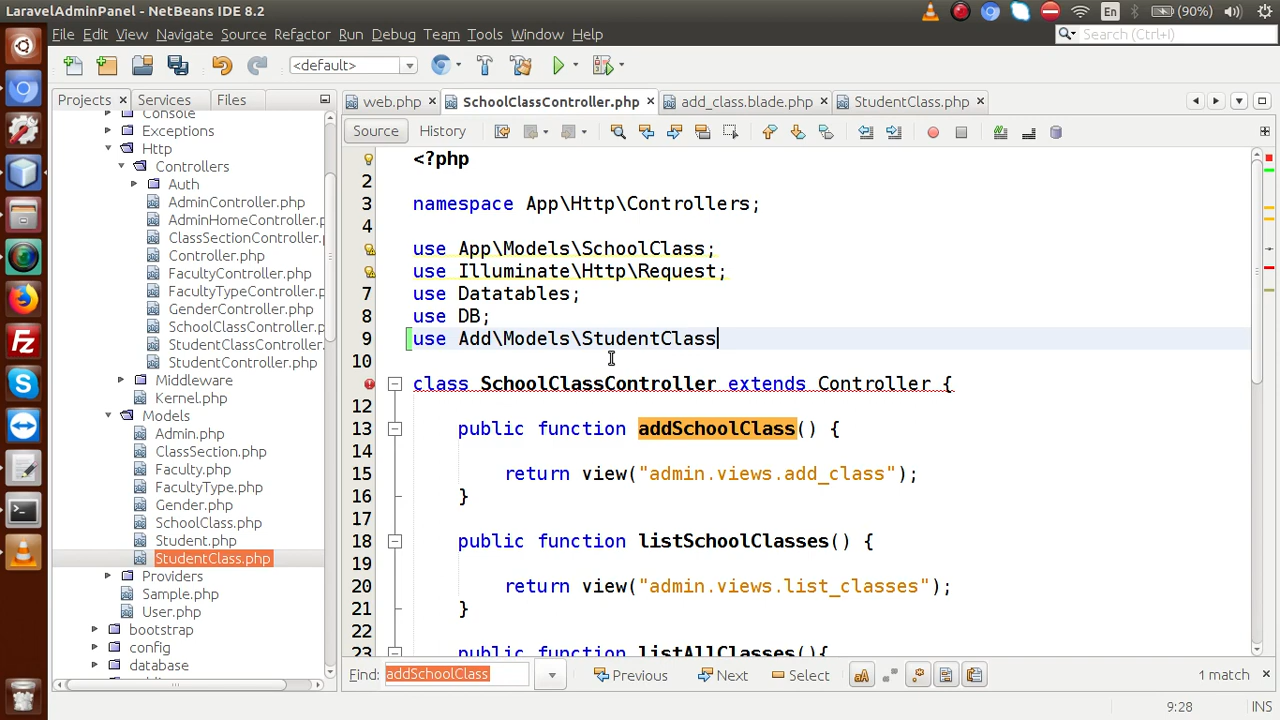 LaravelAdminPanel - NetBeans IDE 8.2
En
(90%)
File Edit View Navigate Source Refactor Run Debug Team Tools Window Help
Search (Ctrl+I)
<default>
Projects Services Files
web.php SchoolClassController.php add_class.blade.php StudentClass.php
Source History
Console
Exceptions
Http
Controllers
Auth
AdminController.php
AdminHomeController.p
ClassSectionController.
Controller.php
FacultyController.php
FacultyTypeController.p
GenderController.php
SchoolClassController.p
StudentClassController.
StudentController.php
Middleware
Kernel.php
Models
Admin.php
ClassSection.php
Faculty.php
FacultyType.php
Gender.php
SchoolClass.php
Student.php
StudentClass.php
Providers
Sample.php
User.php
bootstrap
config
database
<?php
2
3 namespace App\Http\Controllers;
4
use App\Models\SchoolClass;
use Illuminate\Http\Request;
7 use Datatables;
8 use DB;
9 use Add\Models\StudentClass
10
class SchoolClassController extends Controller {
12
13 public function addSchoolClass() {
14
15 return view("admin.views.add_class");
16 }
17
18 public function listSchoolClasses() {
19
20 return view("admin.views.list_classes");
21 }
22
23 public function listAllClasses(){
Find: addSchoolClass Previous Next Select aA 1 match
9:28 INS